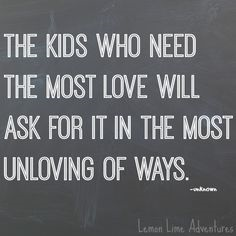 THE KIDS WHO NEED
THE MOST LOVE WILL
ASK FOR IT IN THE MOST
UNLOVING OF WAYS.
-unknown
Lemon Lime Adventures